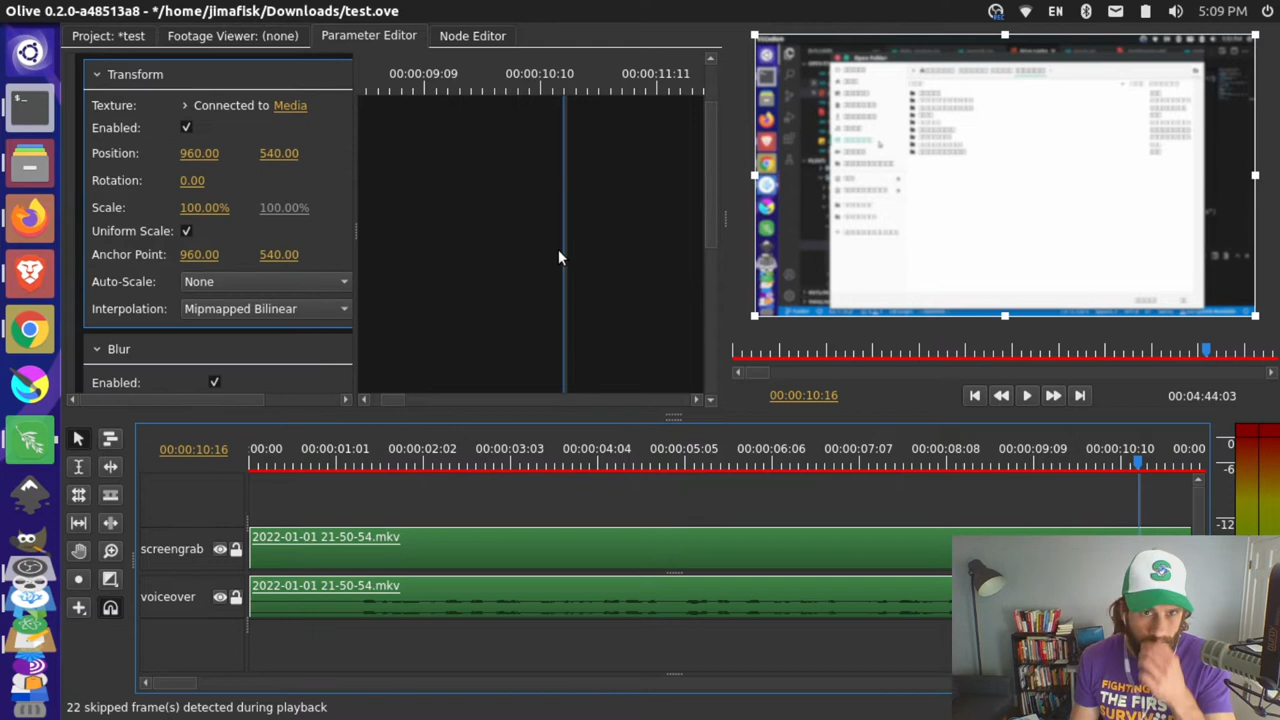 Olive 0.2.0-a48513a8 - */home/jimafisk/Downloads/test.ove
REC
EN
5:09 PM
Project: *test
Footage Viewer: (none)
Parameter Editor
Node Editor
Transform
Texture:
Connected to Media
Enabled:
Position:
960.00
540.00
Rotation:
0.00
Scale:
100.00%
100.00%
Uniform Scale:
Anchor Point:
960.00
540.00
Auto-Scale:
None
Interpolation:
Mipmapped Bilinear
Blur
Enabled:
00:00:09:09
00:00:10:10
00:00:11:11
00:00:10:16
00:04:44:03
00:00:10:16
:00:00
00:00:01:01
00:00:02:02
00:00:03:03
00:00:04:04
00:00:05:05
00:00:06:06
00:00:07:07
00:00:08:08
00:00:09:09
00:00:10:10
00:00
screengrab
2022-01-01 21-50-54.mkv
voiceover
2022-01-01 21-50-54.mkv
0
-6
-12
S
FIGHTING
THE FIRST
SURVIV
22 skipped frame(s) detected during playback